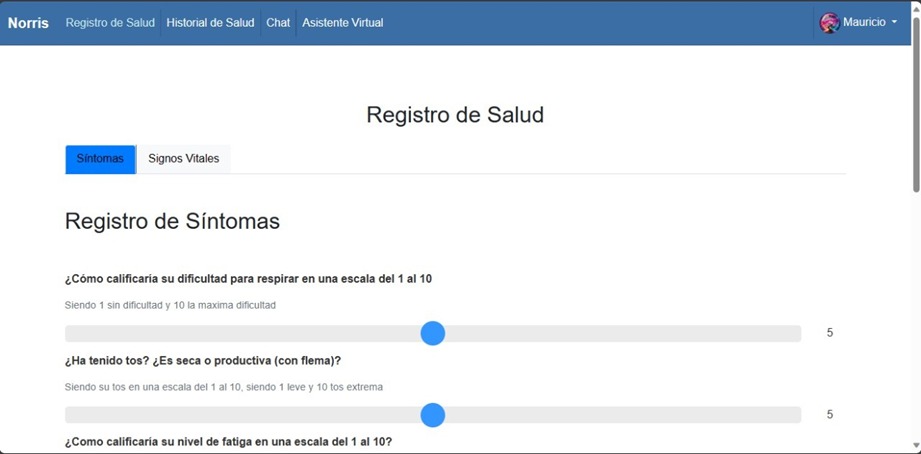 Norris Registro de Salud Historial de Salud Chat Asistente Virtual Mauricio
Registro de Salud
Síntomas Signos Vitales
Registro de Síntomas
¿Cómo calificaría su dificultad para respirar en una escala del 1 al 10
Siendo 1 sin dificultad y 10 la maxima dificultad
5
¿Ha tenido tos? ¿Es seca o productiva (con flema)?
Siendo su tos en una escala del 1 al 10, siendo 1 leve y 10 tos extrema
5
¿Como calificaría su nivel de fatiga en una escala del 1 al 10?